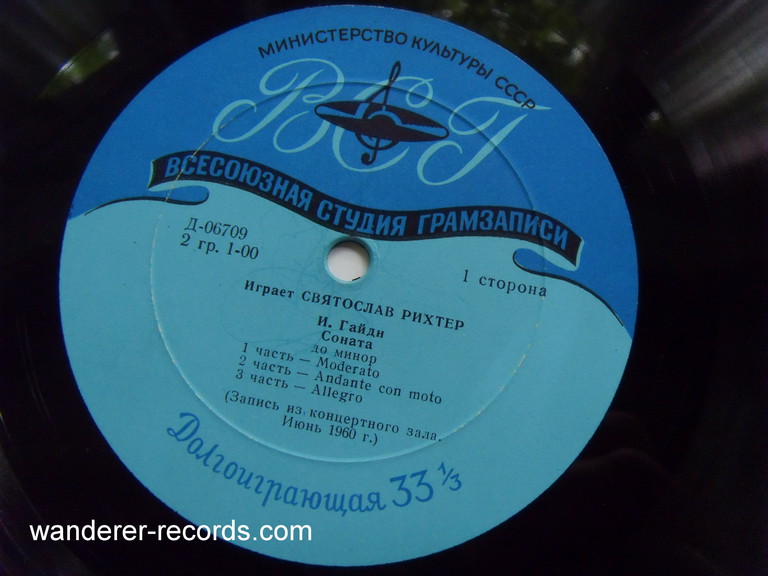 МИНИСТЕРСТВО КУЛЬТУРЫ СССР
ВСГ
ВСЕСОЮЗНАЯ СТУДИЯ ГРАМЗАПИСИ
Д-06709
2 гр. 1-00
1 сторона
Играет СВЯТОСЛАВ РИХТЕР
И. Гайдн
Соната
до минор
1 часть — Moderato
2 часть — Andante con moto
3 часть — Allegro
(Запись из концертного зала.
Июнь 1960 г.)
Долгоиграющая 33 1/3
wanderer-records.com